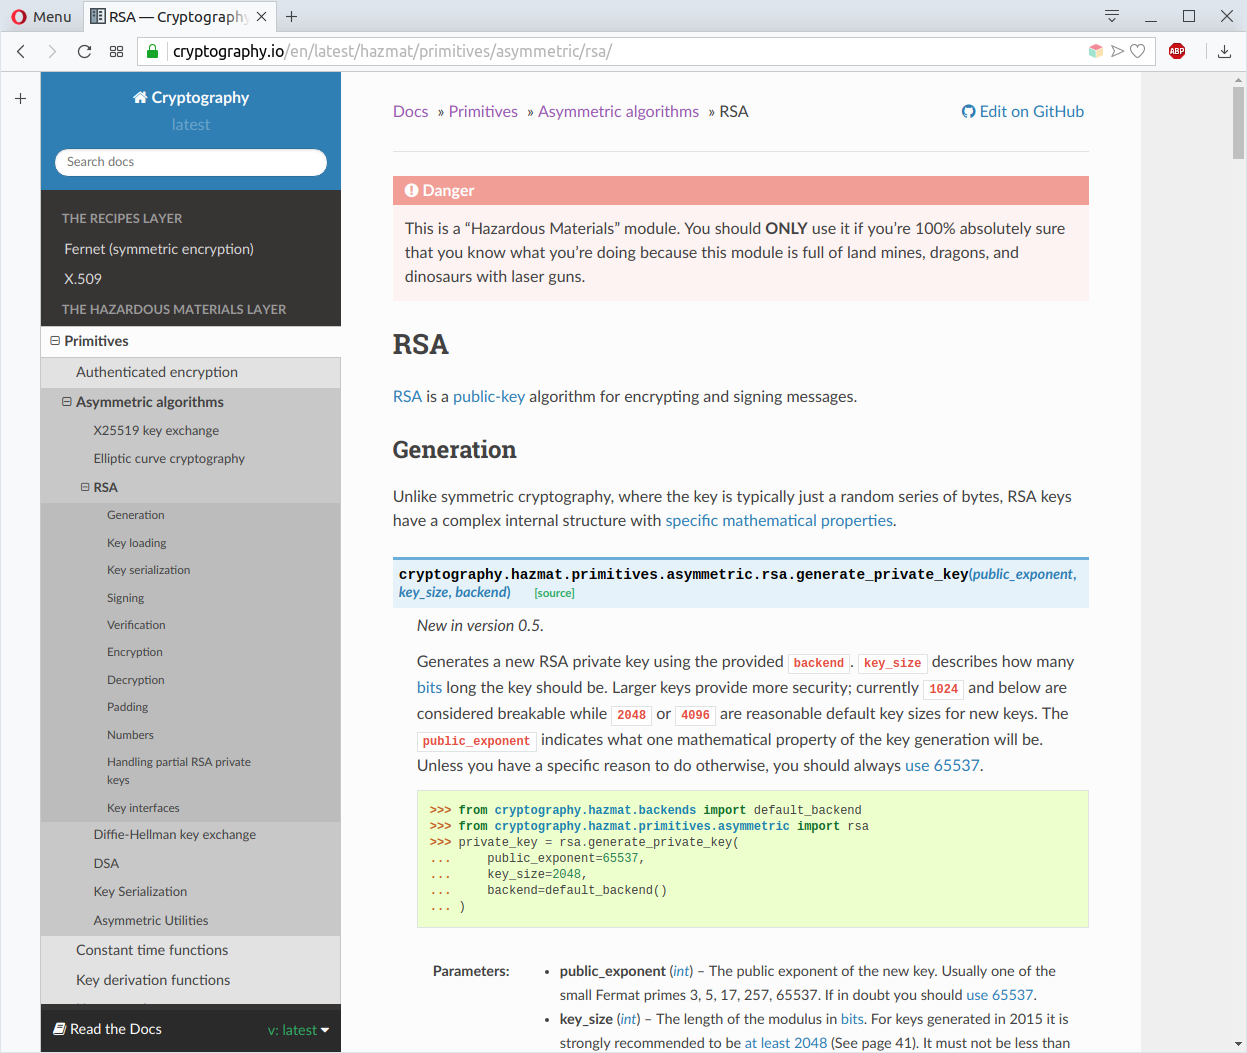 Menu
RSA — Cryptography
cryptography.io/en/latest/hazmat/primitives/asymmetric/rsa/
ABP
Cryptography
latest
Search docs
THE RECIPES LAYER
Fernet (symmetric encryption)
X.509
THE HAZARDOUS MATERIALS LAYER
Primitives
Authenticated encryption
Asymmetric algorithms
X25519 key exchange
Elliptic curve cryptography
RSA
Generation
Key loading
Key serialization
Signing
Verification
Encryption
Decryption
Padding
Numbers
Handling partial RSA private
keys
Key interfaces
Diffie-Hellman key exchange
DSA
Key Serialization
Asymmetric Utilities
Constant time functions
Key derivation functions
Read the Docs
v: latest
Docs » Primitives » Asymmetric algorithms » RSA
Edit on GitHub
Danger
This is a “Hazardous Materials” module. You should ONLY use it if you’re 100% absolutely sure
that you know what you’re doing because this module is full of land mines, dragons, and
dinosaurs with laser guns.
RSA
RSA is a public-key algorithm for encrypting and signing messages.
Generation
Unlike symmetric cryptography, where the key is typically just a random series of bytes, RSA keys
have a complex internal structure with specific mathematical properties.
cryptography.hazmat.primitives.asymmetric.rsa.generate_private_key(public_exponent,
key_size, backend) [source]
New in version 0.5.
Generates a new RSA private key using the provided backend. key_size describes how many
bits long the key should be. Larger keys provide more security; currently 1024 and below are
considered breakable while 2048 or 4096 are reasonable default key sizes for new keys. The
public_exponent indicates what one mathematical property of the key generation will be.
Unless you have a specific reason to do otherwise, you should always use 65537.
>>> from cryptography.hazmat.backends import default_backend
>>> from cryptography.hazmat.primitives.asymmetric import rsa
>>> private_key = rsa.generate_private_key(
...     public_exponent=65537,
...     key_size=2048,
...     backend=default_backend()
... )
Parameters:
• public_exponent (int) – The public exponent of the new key. Usually one of the
small Fermat primes 3, 5, 17, 257, 65537. If in doubt you should use 65537.
• key_size (int) – The length of the modulus in bits. For keys generated in 2015 it is
strongly recommended to be at least 2048 (See page 41). It must not be less than